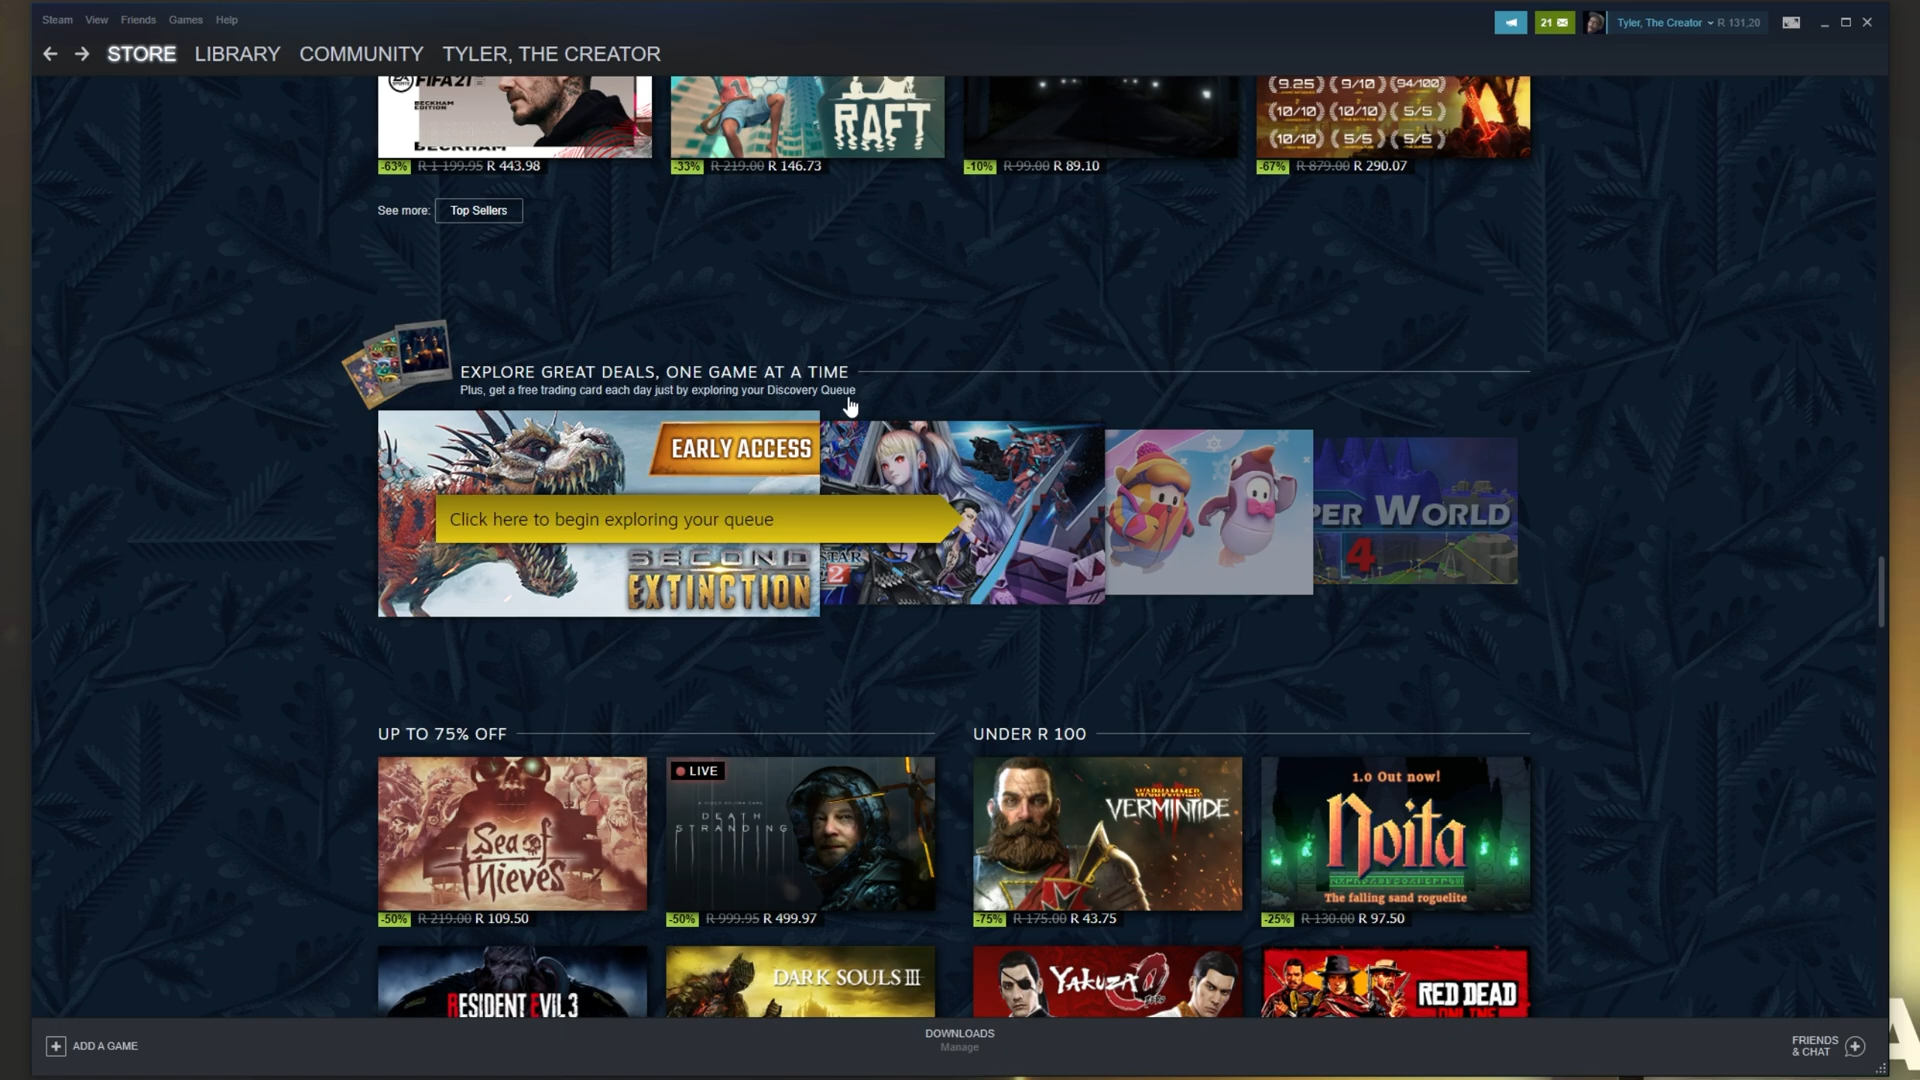 Steam View Friends Games Help
21 Tyler, The Creator R 131,20
STORE LIBRARY COMMUNITY TYLER, THE CREATOR
FIFA 21
BECKHAM
EDITION
BECKHAM
RAFT
9.25 9/10 94/100
10/10 10/10 5/5
10/10 5/5 5/5
-63% R 1 199.95 R 443.98
-33% R 219.00 R 146.73
-10% R 99.00 R 89.10
-67% R 879.00 R 290.07
See more: Top Sellers
EXPLORE GREAT DEALS, ONE GAME AT A TIME
Plus, get a free trading card each day just by exploring your Discovery Queue
EARLY ACCESS
Click here to begin exploring your queue
SECOND
EXTINCTION
STAR
2
PER WORLD
4
UP TO 75% OFF
UNDER R 100
Sea of
Thieves
LIVE
DEATH
STRANDING
WARHAMMER
VERMINTIDE
1.0 Out now!
Noita
The falling sand roguelite
-50% R 219.00 R 109.50
-50% R 999.95 R 499.97
-75% R 175.00 R 43.75
-25% R 130.00 R 97.50
RESIDENT EVIL 3
DARK SOULS III
YAKUZA 0
ZERO
RED DEAD
ONLINE
ADD A GAME
DOWNLOADS
Manage
FRIENDS
& CHAT